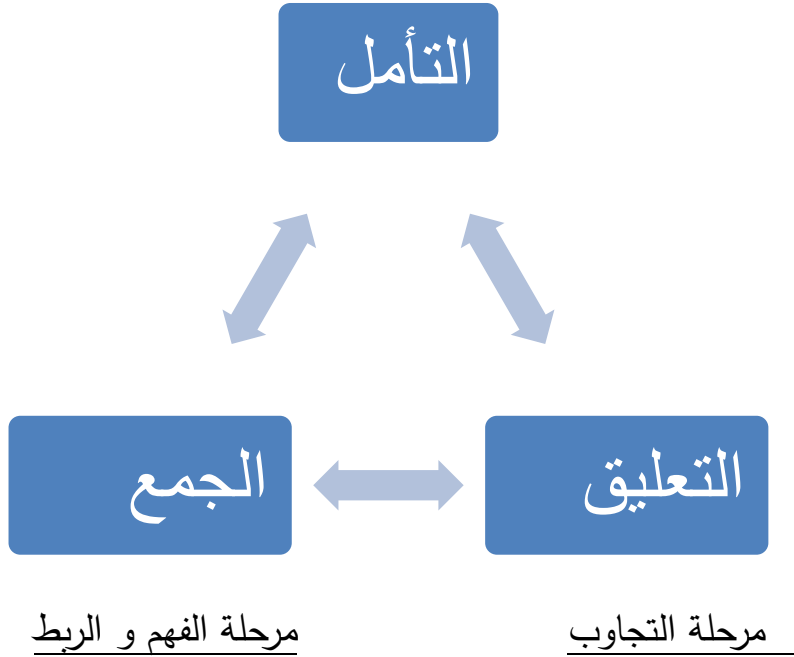 التأمل
التعليق
الجمع
مرحلة التجاوب
مرحلة الفهم و الربط